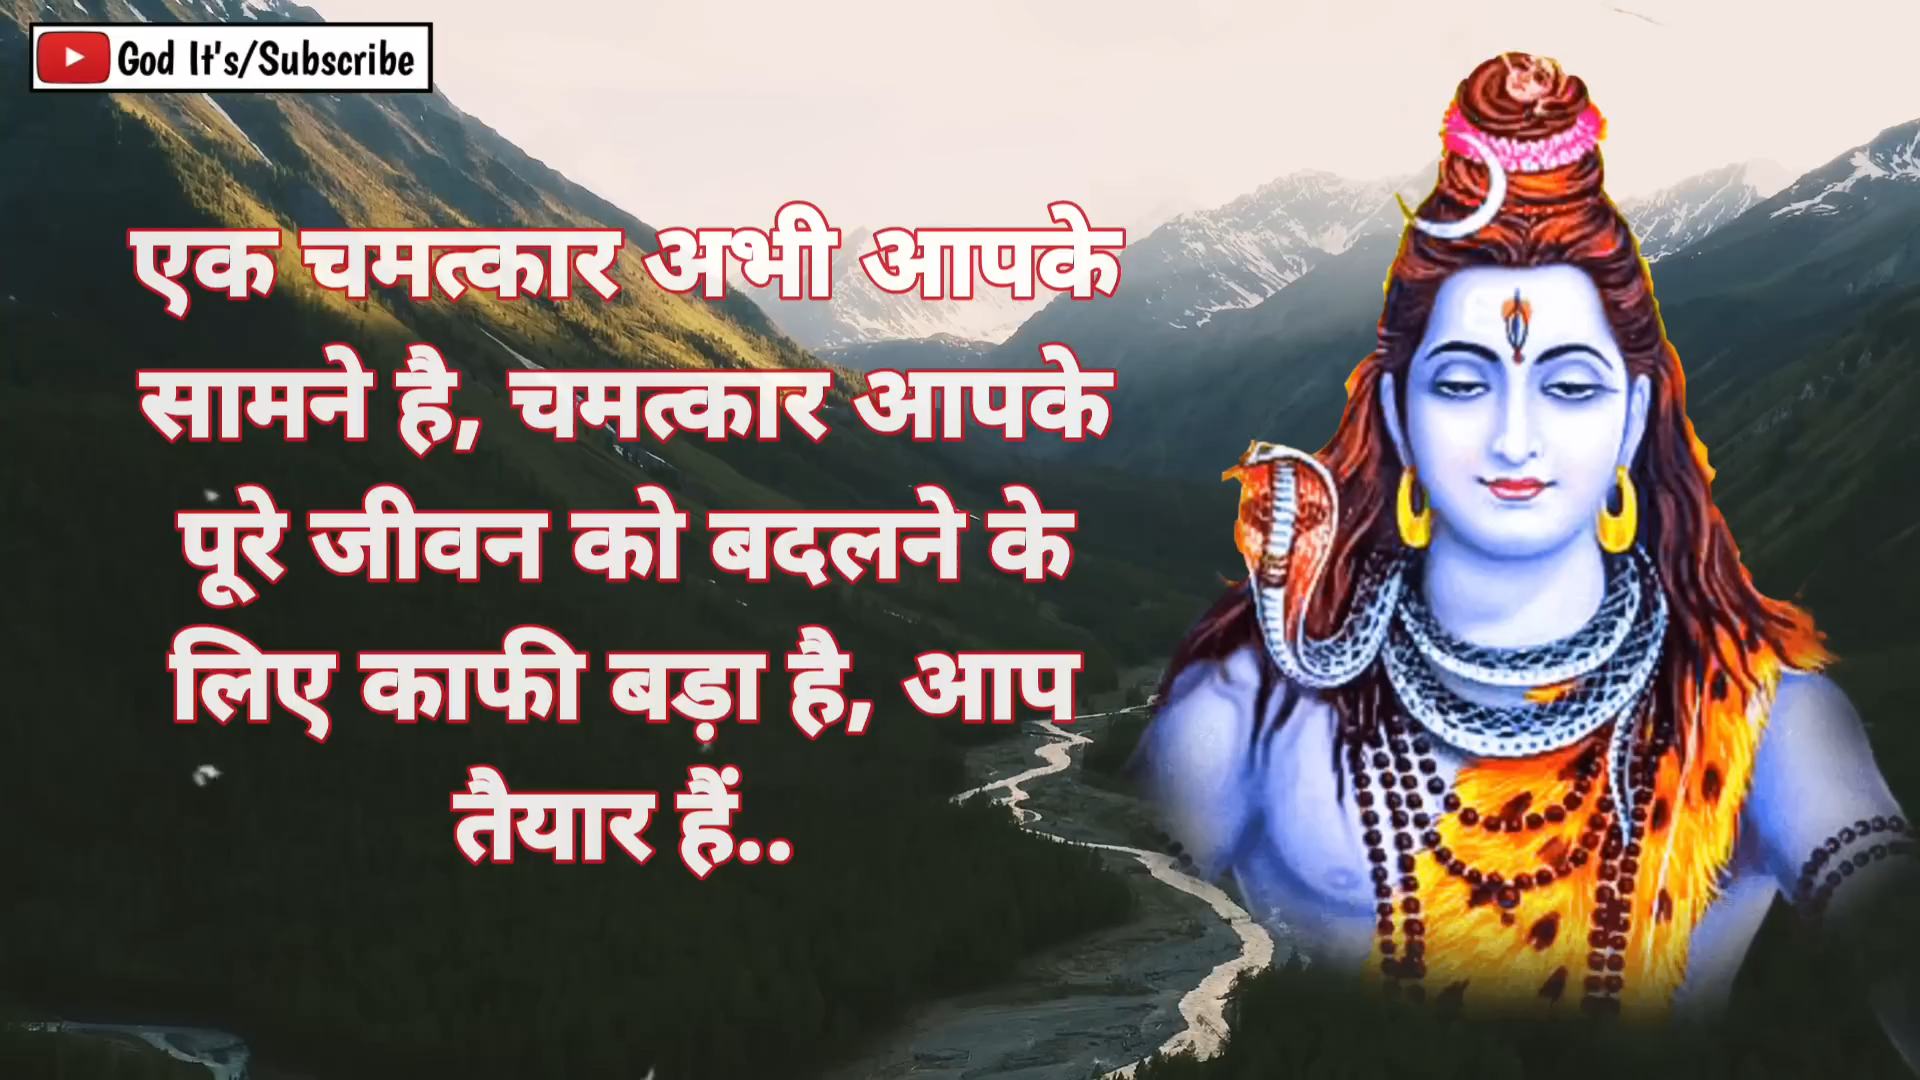 God It's/Subscribe
एक चमत्कार अभी आपके
सामने है, चमत्कार आपके
पूरे जीवन को बदलने के
लिए काफी बड़ा है, आप
तैयार हैं..